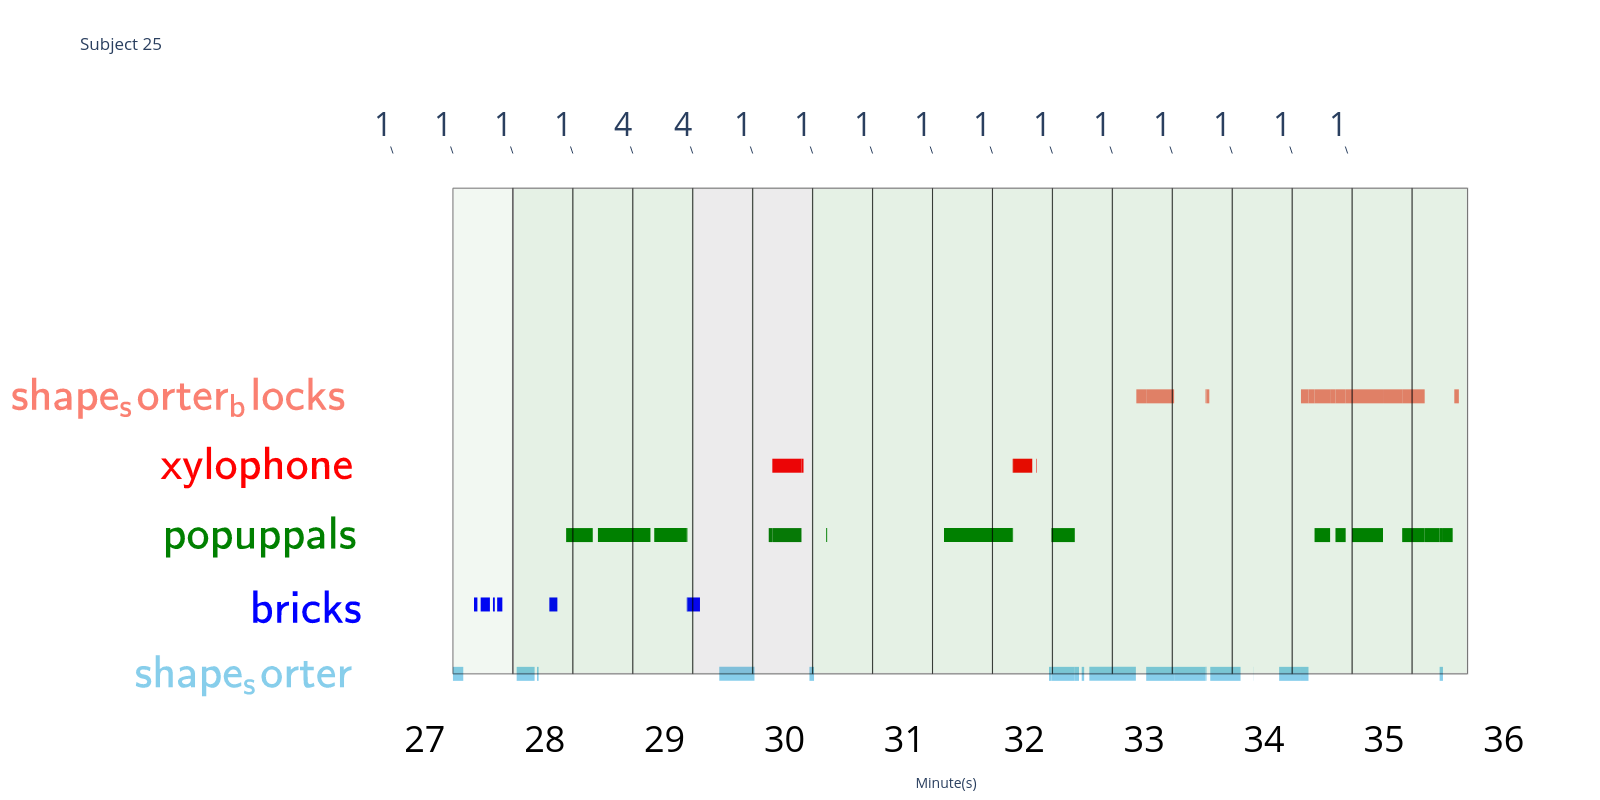 Subject 25
1 1 1 1 4 4 1 1 1 1 1 1 1 1 1 1 1
shapesorterblocks
xylophone
popuppals
bricks
shapesorter
27 28 29 30 31 32 33 34 35 36
Minute(s)